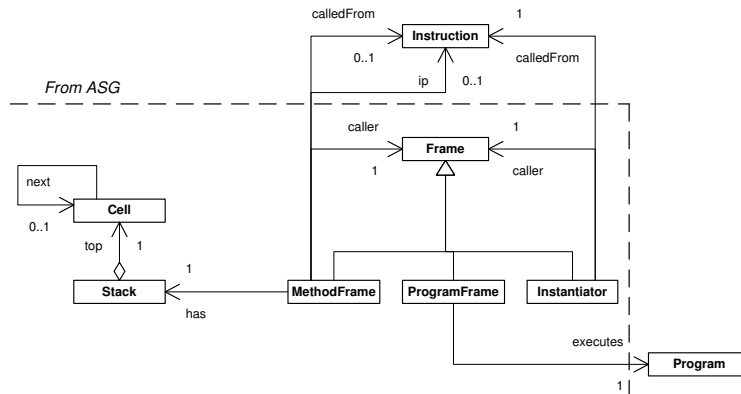 calledFrom
1
Instruction
0..1
calledFrom
ip
0..1
From ASG
caller
1
Frame
1
caller
next
Cell
0..1
top
1
1
Stack
has
MethodFrame
ProgramFrame
Instantiator
executes
Program
1